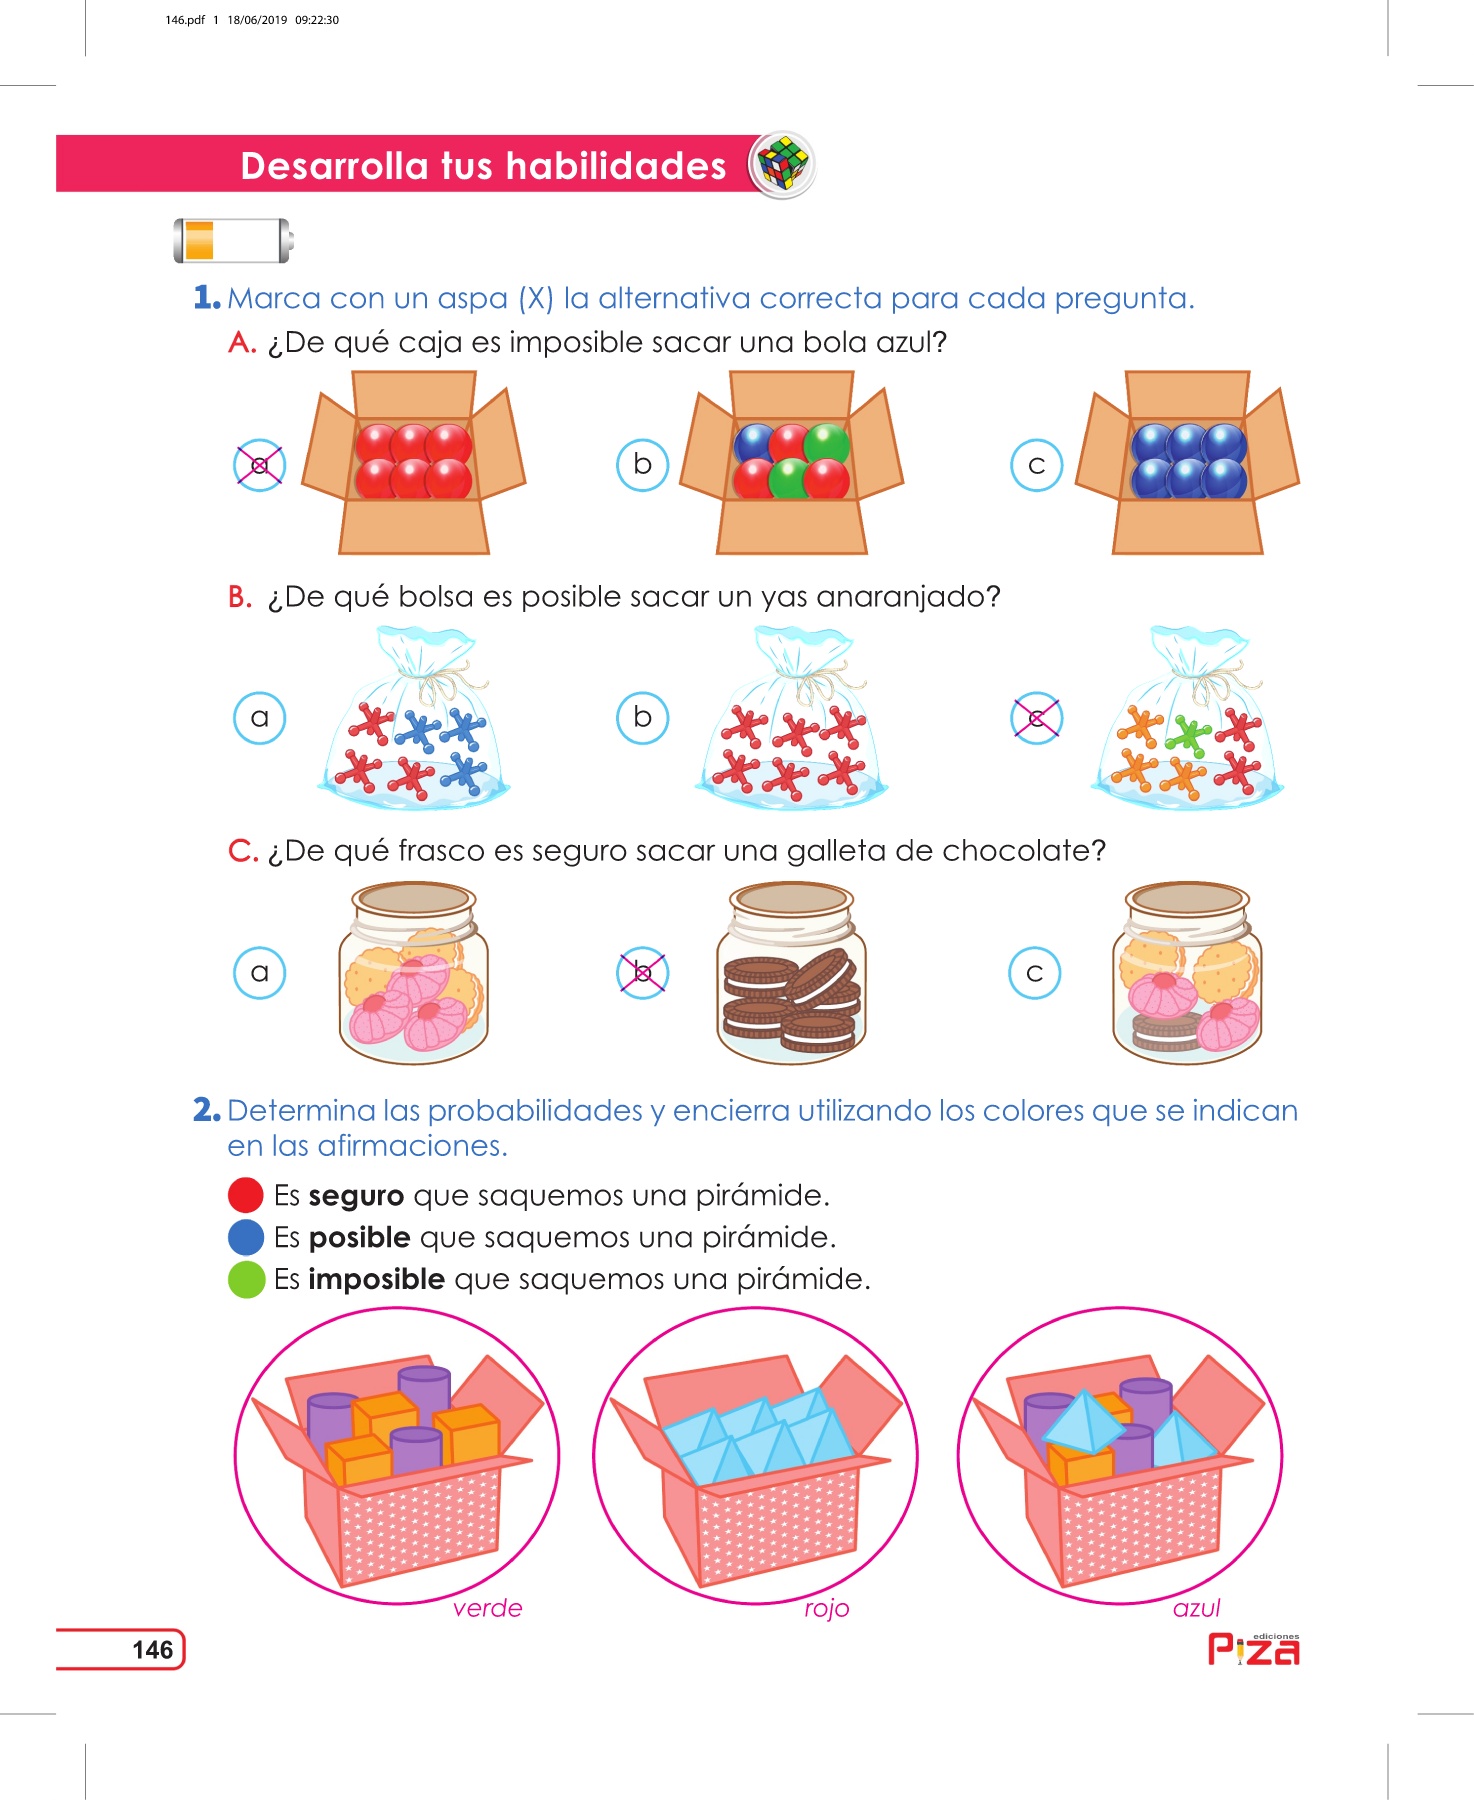 146.pdf 1 18/06/2019 09:22:30
Desarrolla tus habilidades
1. Marca con un aspa (X) la alternativa correcta para cada pregunta.
A. ¿De qué caja es imposible sacar una bola azul?
a b c
B. ¿De qué bolsa es posible sacar un yas anaranjado?
a b c
C. ¿De qué frasco es seguro sacar una galleta de chocolate?
a b c
2. Determina las probabilidades y encierra utilizando los colores que se indican
en las afirmaciones.
Es seguro que saquemos una pirámide.
Es posible que saquemos una pirámide.
Es imposible que saquemos una pirámide.
verde rojo azul
146
ediciones
Piza